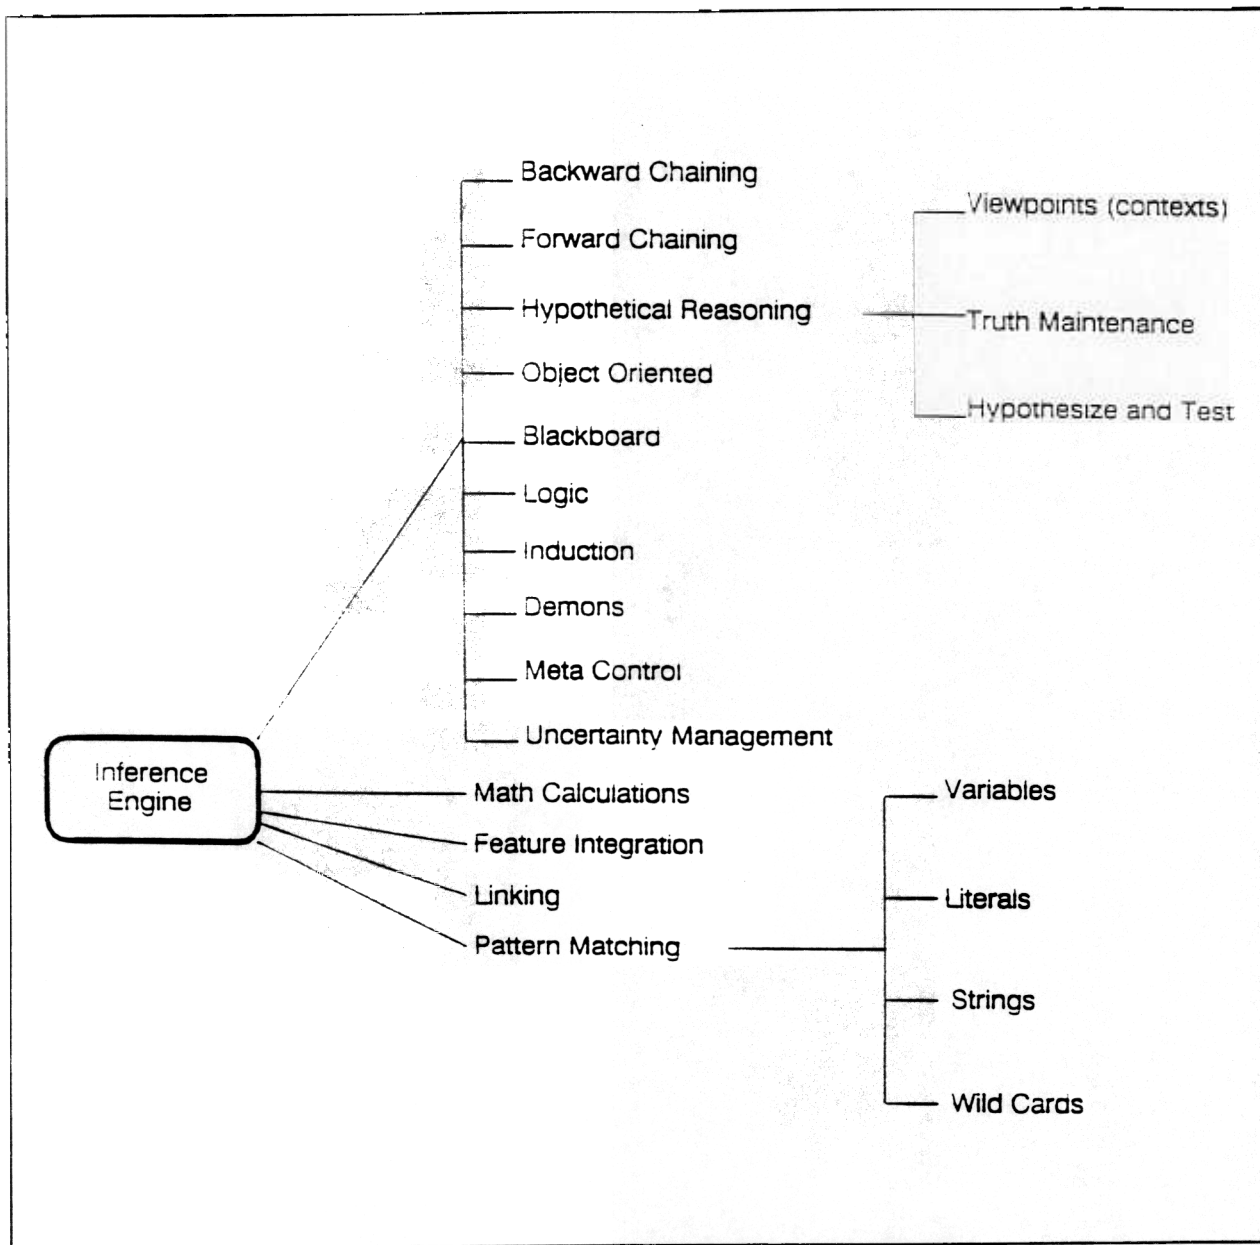 Backward Chaining
Forward Chaining
Hypothetical Reasoning
Object Oriented
Blackboard
Logic
Induction
Demons
Meta Control
Uncertainty Management
Viewpoints (contexts)
Truth Maintenance
Hypothesize and Test
Inference
Engine
Math Calculations
Feature Integration
Linking
Pattern Matching
Variables
Literals
Strings
Wild Cards